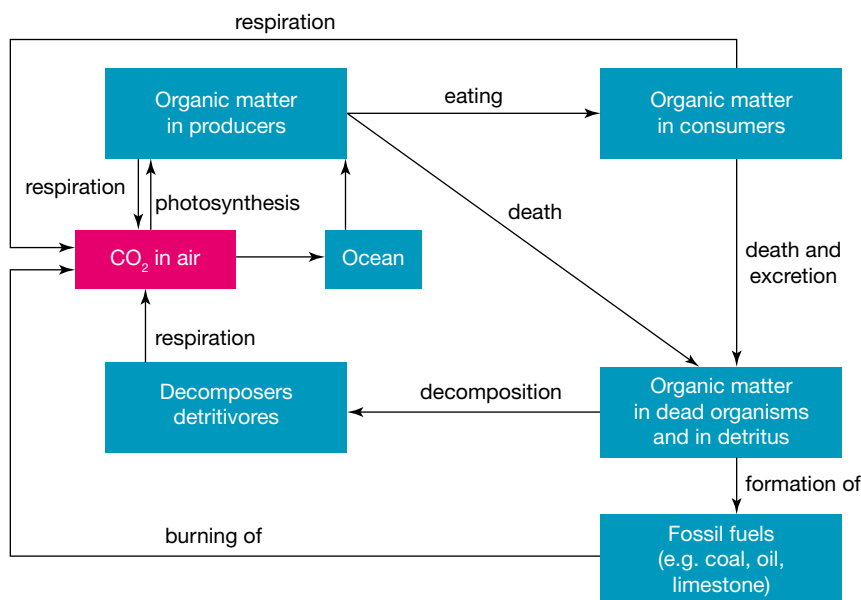 respiration
Organic matter
in producers
eating
Organic matter
in consumers
respiration
photosynthesis
death
CO₂ in air
Ocean
death and
excretion
respiration
Decomposers
detritivores
decomposition
Organic matter
in dead organisms
and in detritus
formation of
burning of
Fossil fuels
(e.g. coal, oil,
limestone)